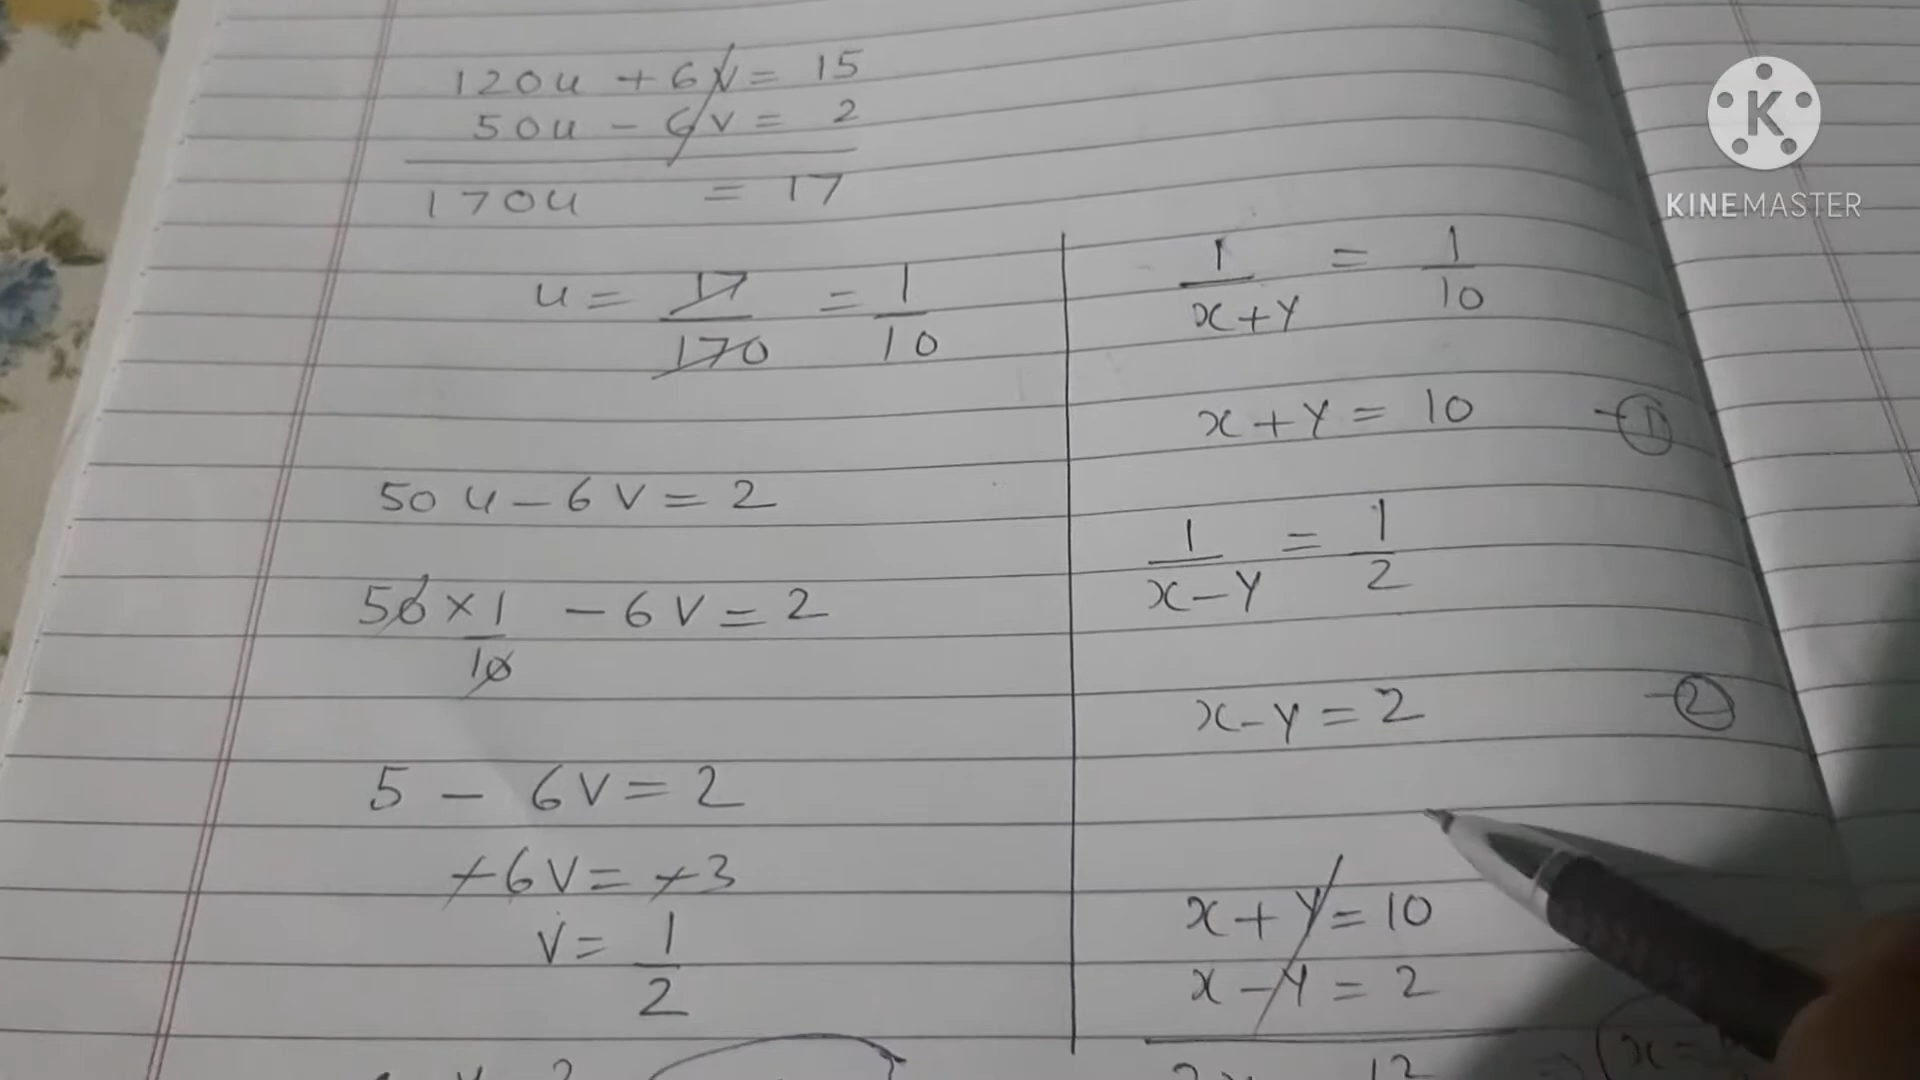 120u + 6v = 15
50u - 6v = 2
170u = 17
u = 17/170 = 1/10
50u - 6v = 2
50 × 1/10 - 6v = 2
5 - 6v = 2
-6v = -3
v = 1/2
1/x+y = 1/10
x+y = 10 -①
1/x-y = 1/2
x-y = 2 -②
x+y = 10
x-y = 2
12
K
KINEMASTER